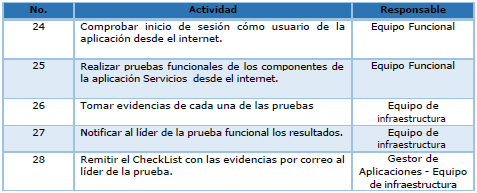 No. Actividad Responsable
24 Comprobar inicio de sesión cómo usuario de la Equipo Funcional
aplicación desde el internet.
25 Realizar pruebas funcionales de los componentes de Equipo Funcional
la aplicación Servicios desde el internet.
26 Tomar evidencias de cada una de las pruebas Equipo de
infraestructura
27 Notificar al líder de la prueba funcional los resultados. Equipo de
infraestructura
28 Remitir el CheckList con las evidencias por correo al Gestor de
líder de la prueba. Aplicaciones - Equipo
de infraestructura